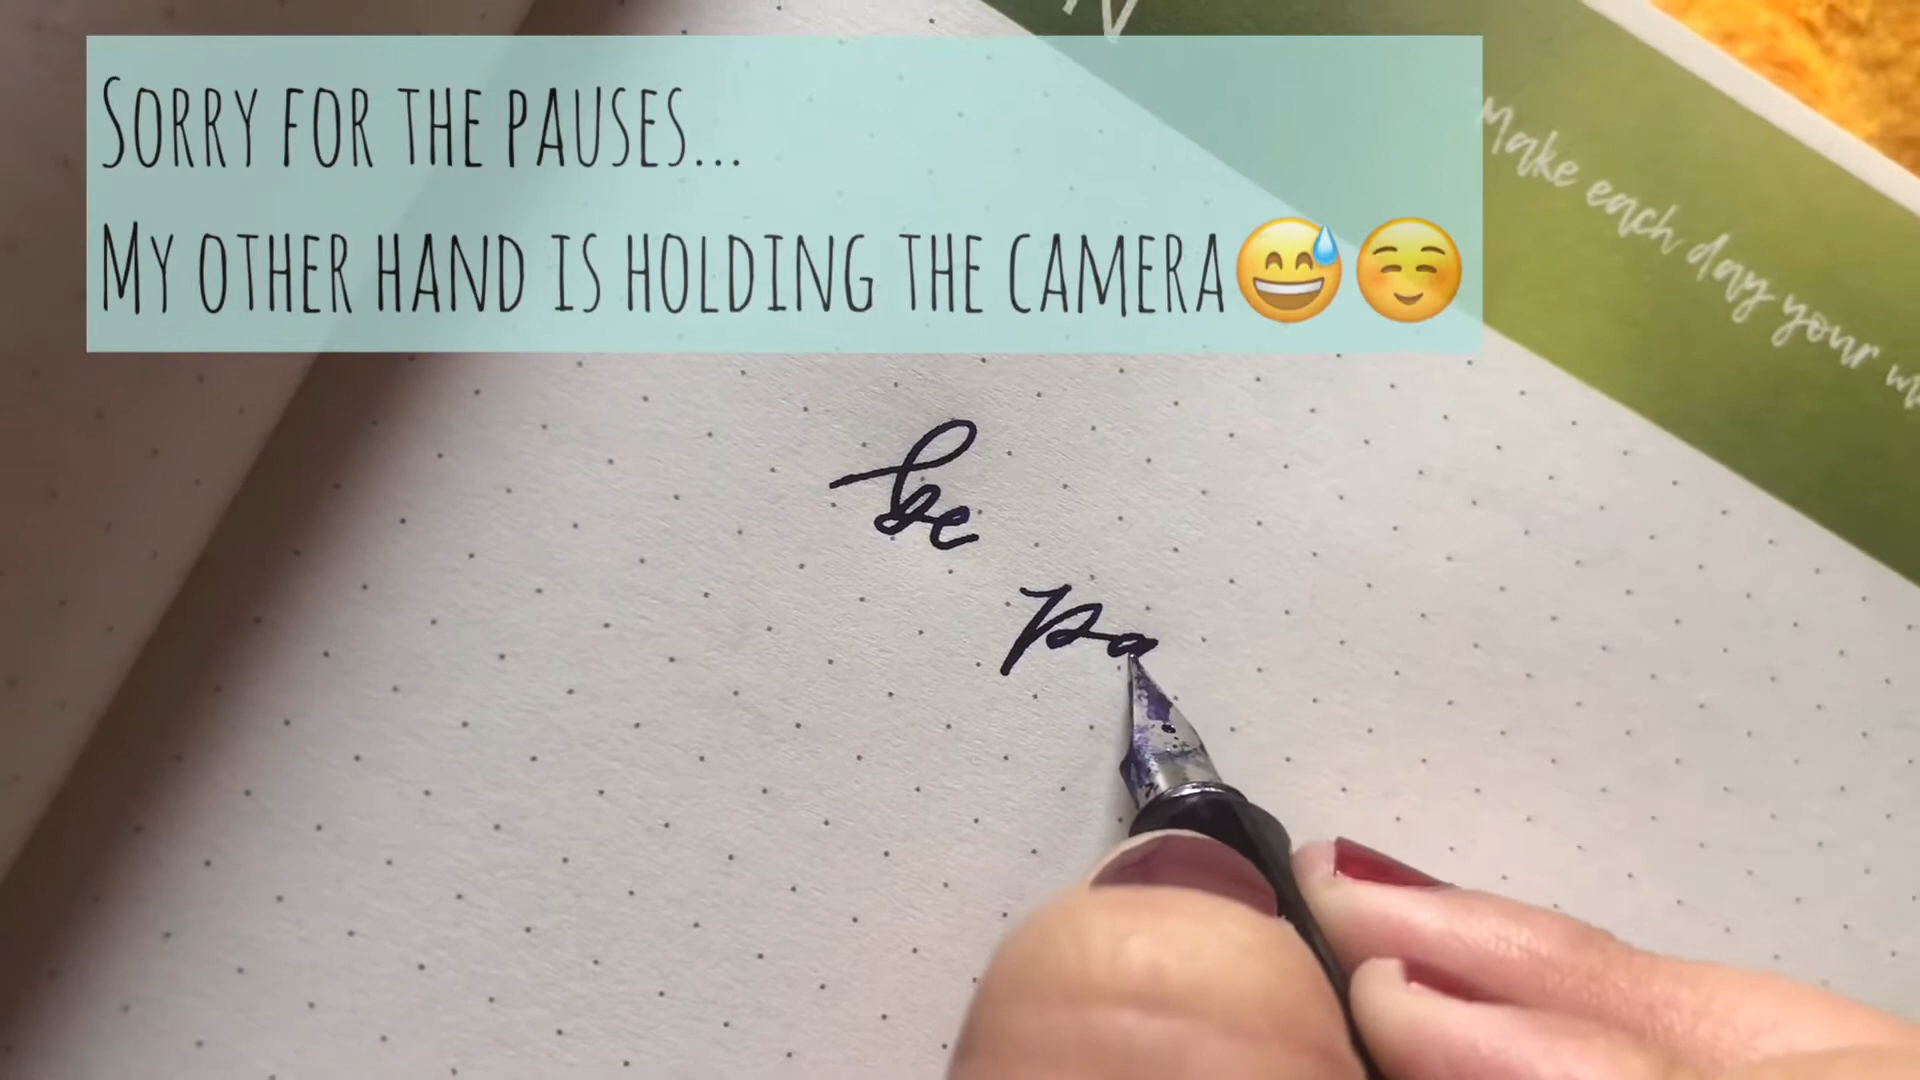 Sorry for the pauses...
My other hand is holding the camera😅☺️
Make each day your
be
pa